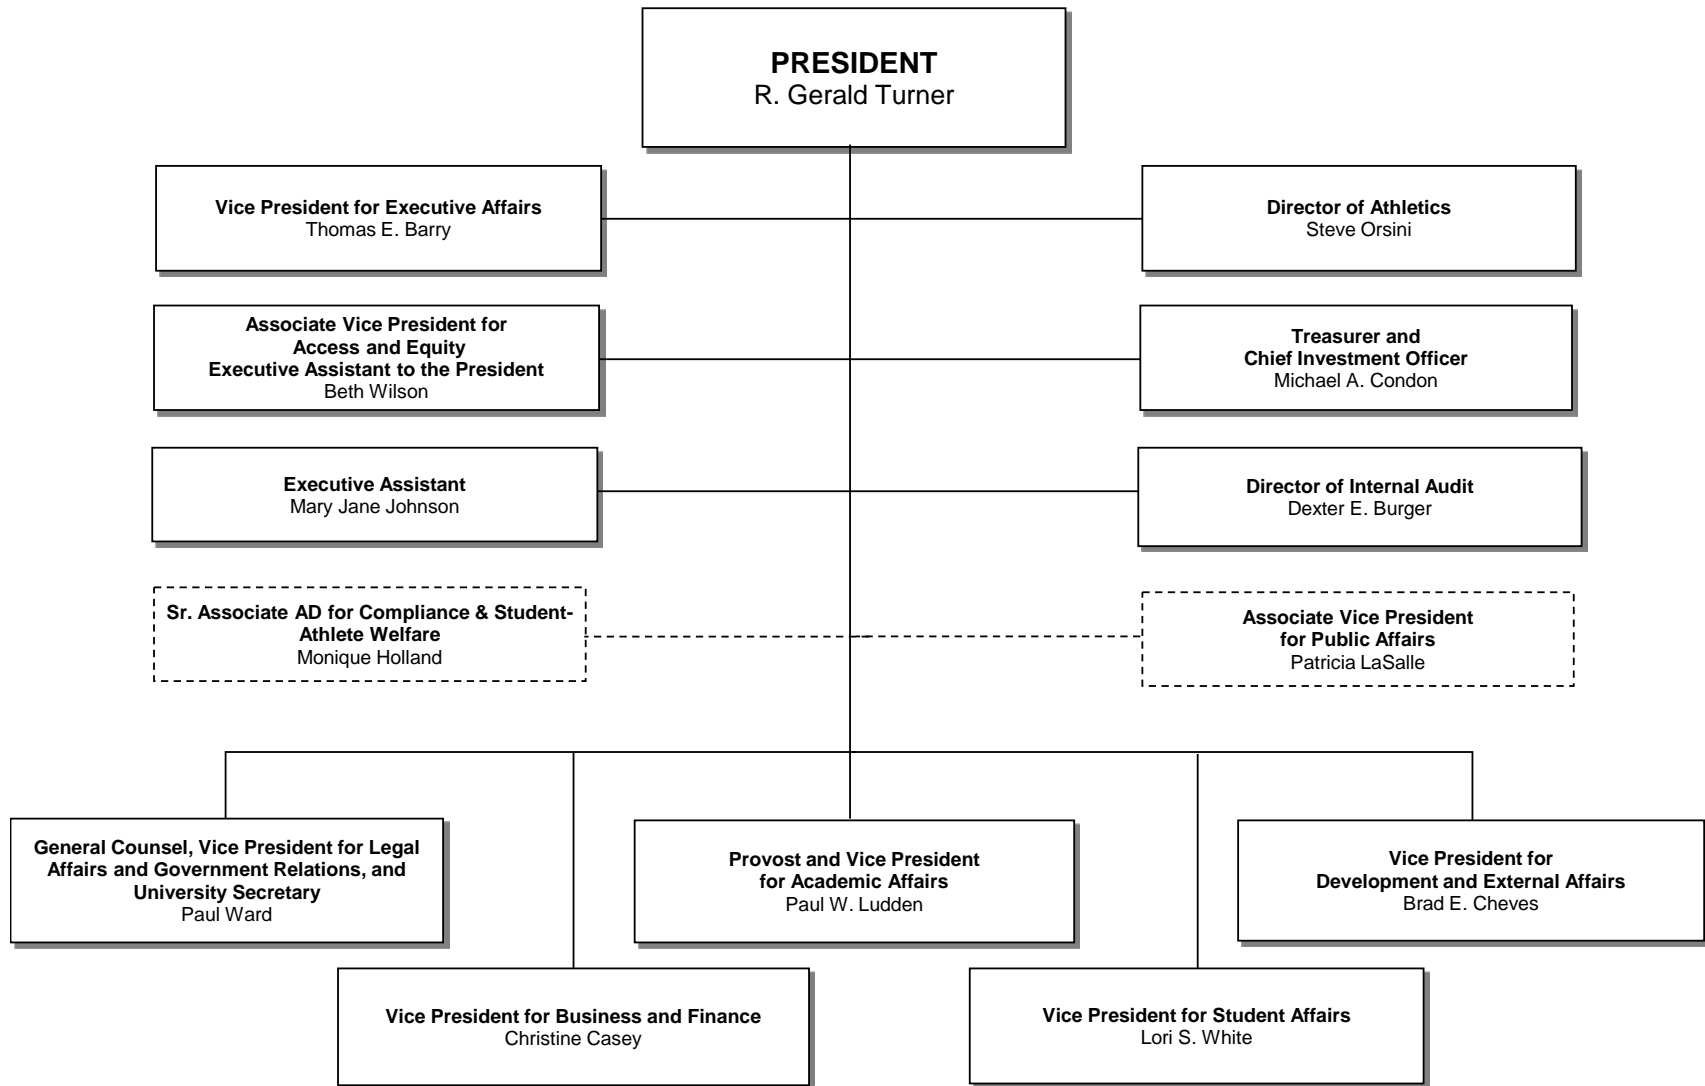 PRESIDENT
R. Gerald Turner
Vice President for Executive Affairs
Thomas E. Barry
Director of Athletics
Steve Orsini
Associate Vice President for
Access and Equity
Executive Assistant to the President
Beth Wilson
Treasurer and
Chief Investment Officer
Michael A. Condon
Executive Assistant
Mary Jane Johnson
Director of Internal Audit
Dexter E. Burger
Sr. Associate AD for Compliance & Student-
Athlete Welfare
Monique Holland
Associate Vice President
for Public Affairs
Patricia LaSalle
General Counsel, Vice President for Legal
Affairs and Government Relations, and
University Secretary
Paul Ward
Provost and Vice President
for Academic Affairs
Paul W. Ludden
Vice President for
Development and External Affairs
Brad E. Cheves
Vice President for Business and Finance
Christine Casey
Vice President for Student Affairs
Lori S. White